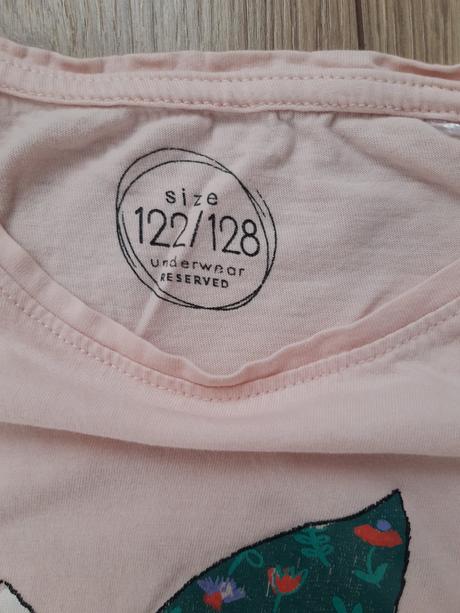 size
122/128
underwear
RESERVED